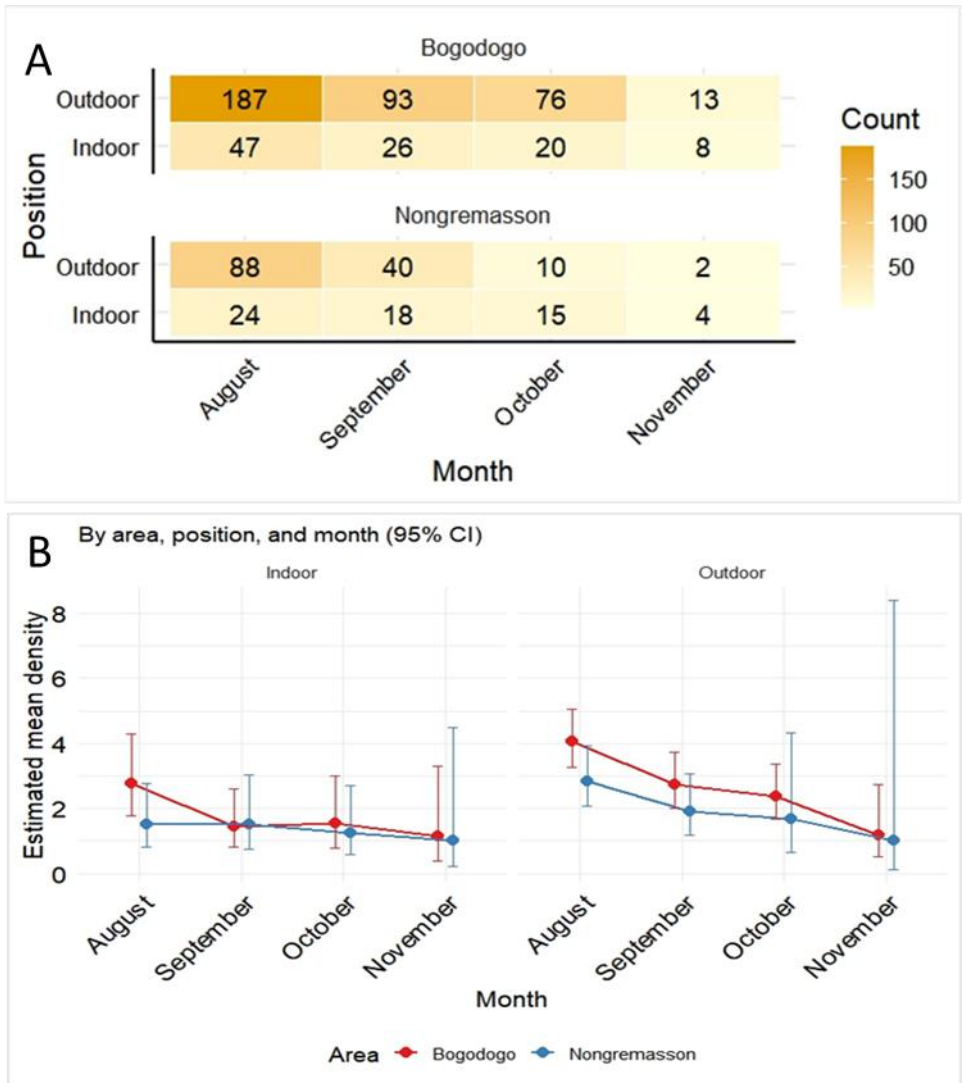 A
Bogodogo
Outdoor 187 93 76 13
Indoor 47 26 20 8
Nongremasson
Outdoor 88 40 10 2
Indoor 24 18 15 4
Position
August September October November
Month
Count
150
100
50
B
By area, position, and month (95% CI)
Indoor Outdoor
Estimated mean density
8
6
4
2
0
August September October November August September October November
Month
Area Bogodogo Nongremasson